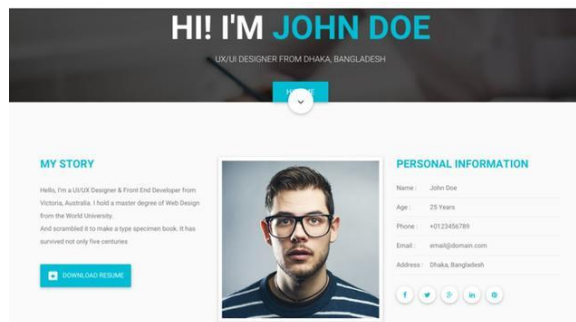 HI! I'M JOHN DOE
UX/UI DESIGNER FROM DHAKA, BANGLADESH
MY STORY
Hello, I'm a UI/UX Designer & Front End Developer from
Victoria, Australia. I hold a master degree of Web Design
from the World University.
And scrambled it to make a type specimen book. It has
survived not only five centuries
DOWNLOAD RESUME
PERSONAL INFORMATION
Name : John Doe
Age : 25 Years
Phone : +0123456789
Email : email@domain.com
Address : Dhaka, Bangladesh